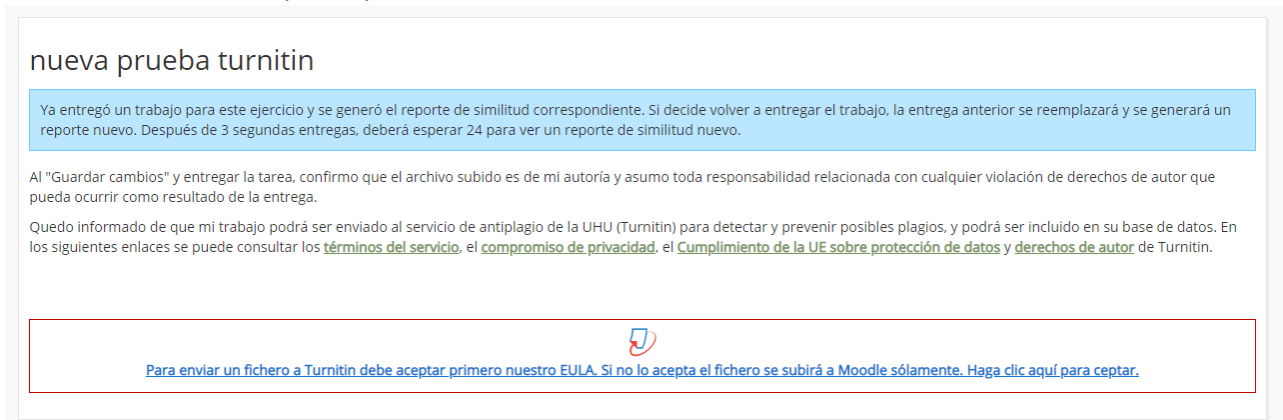 nueva prueba turnitin
Ya entregó un trabajo para este ejercicio y se generó el reporte de similitud correspondiente. Si decide volver a entregar el trabajo, la entrega anterior se reemplazará y se generará un
reporte nuevo. Después de 3 segundas entregas, deberá esperar 24 para ver un reporte de similitud nuevo.
Al "Guardar cambios" y entregar la tarea, confirmo que el archivo subido es de mi autoría y asumo toda responsabilidad relacionada con cualquier violación de derechos de autor que
pueda ocurrir como resultado de la entrega.
Quedo informado de que mi trabajo podrá ser enviado al servicio de antiplagio de la UHU (Turnitin) para detectar y prevenir posibles plagios, y podrá ser incluido en su base de datos. En
los siguientes enlaces se puede consultar los términos del servicio, el compromiso de privacidad, el Cumplimiento de la UE sobre protección de datos y derechos de autor de Turnitin.
Para enviar un fichero a Turnitin debe aceptar primero nuestro EULA. Si no lo acepta el fichero se subirá a Moodle sólamente. Haga clic aquí para ceptar.